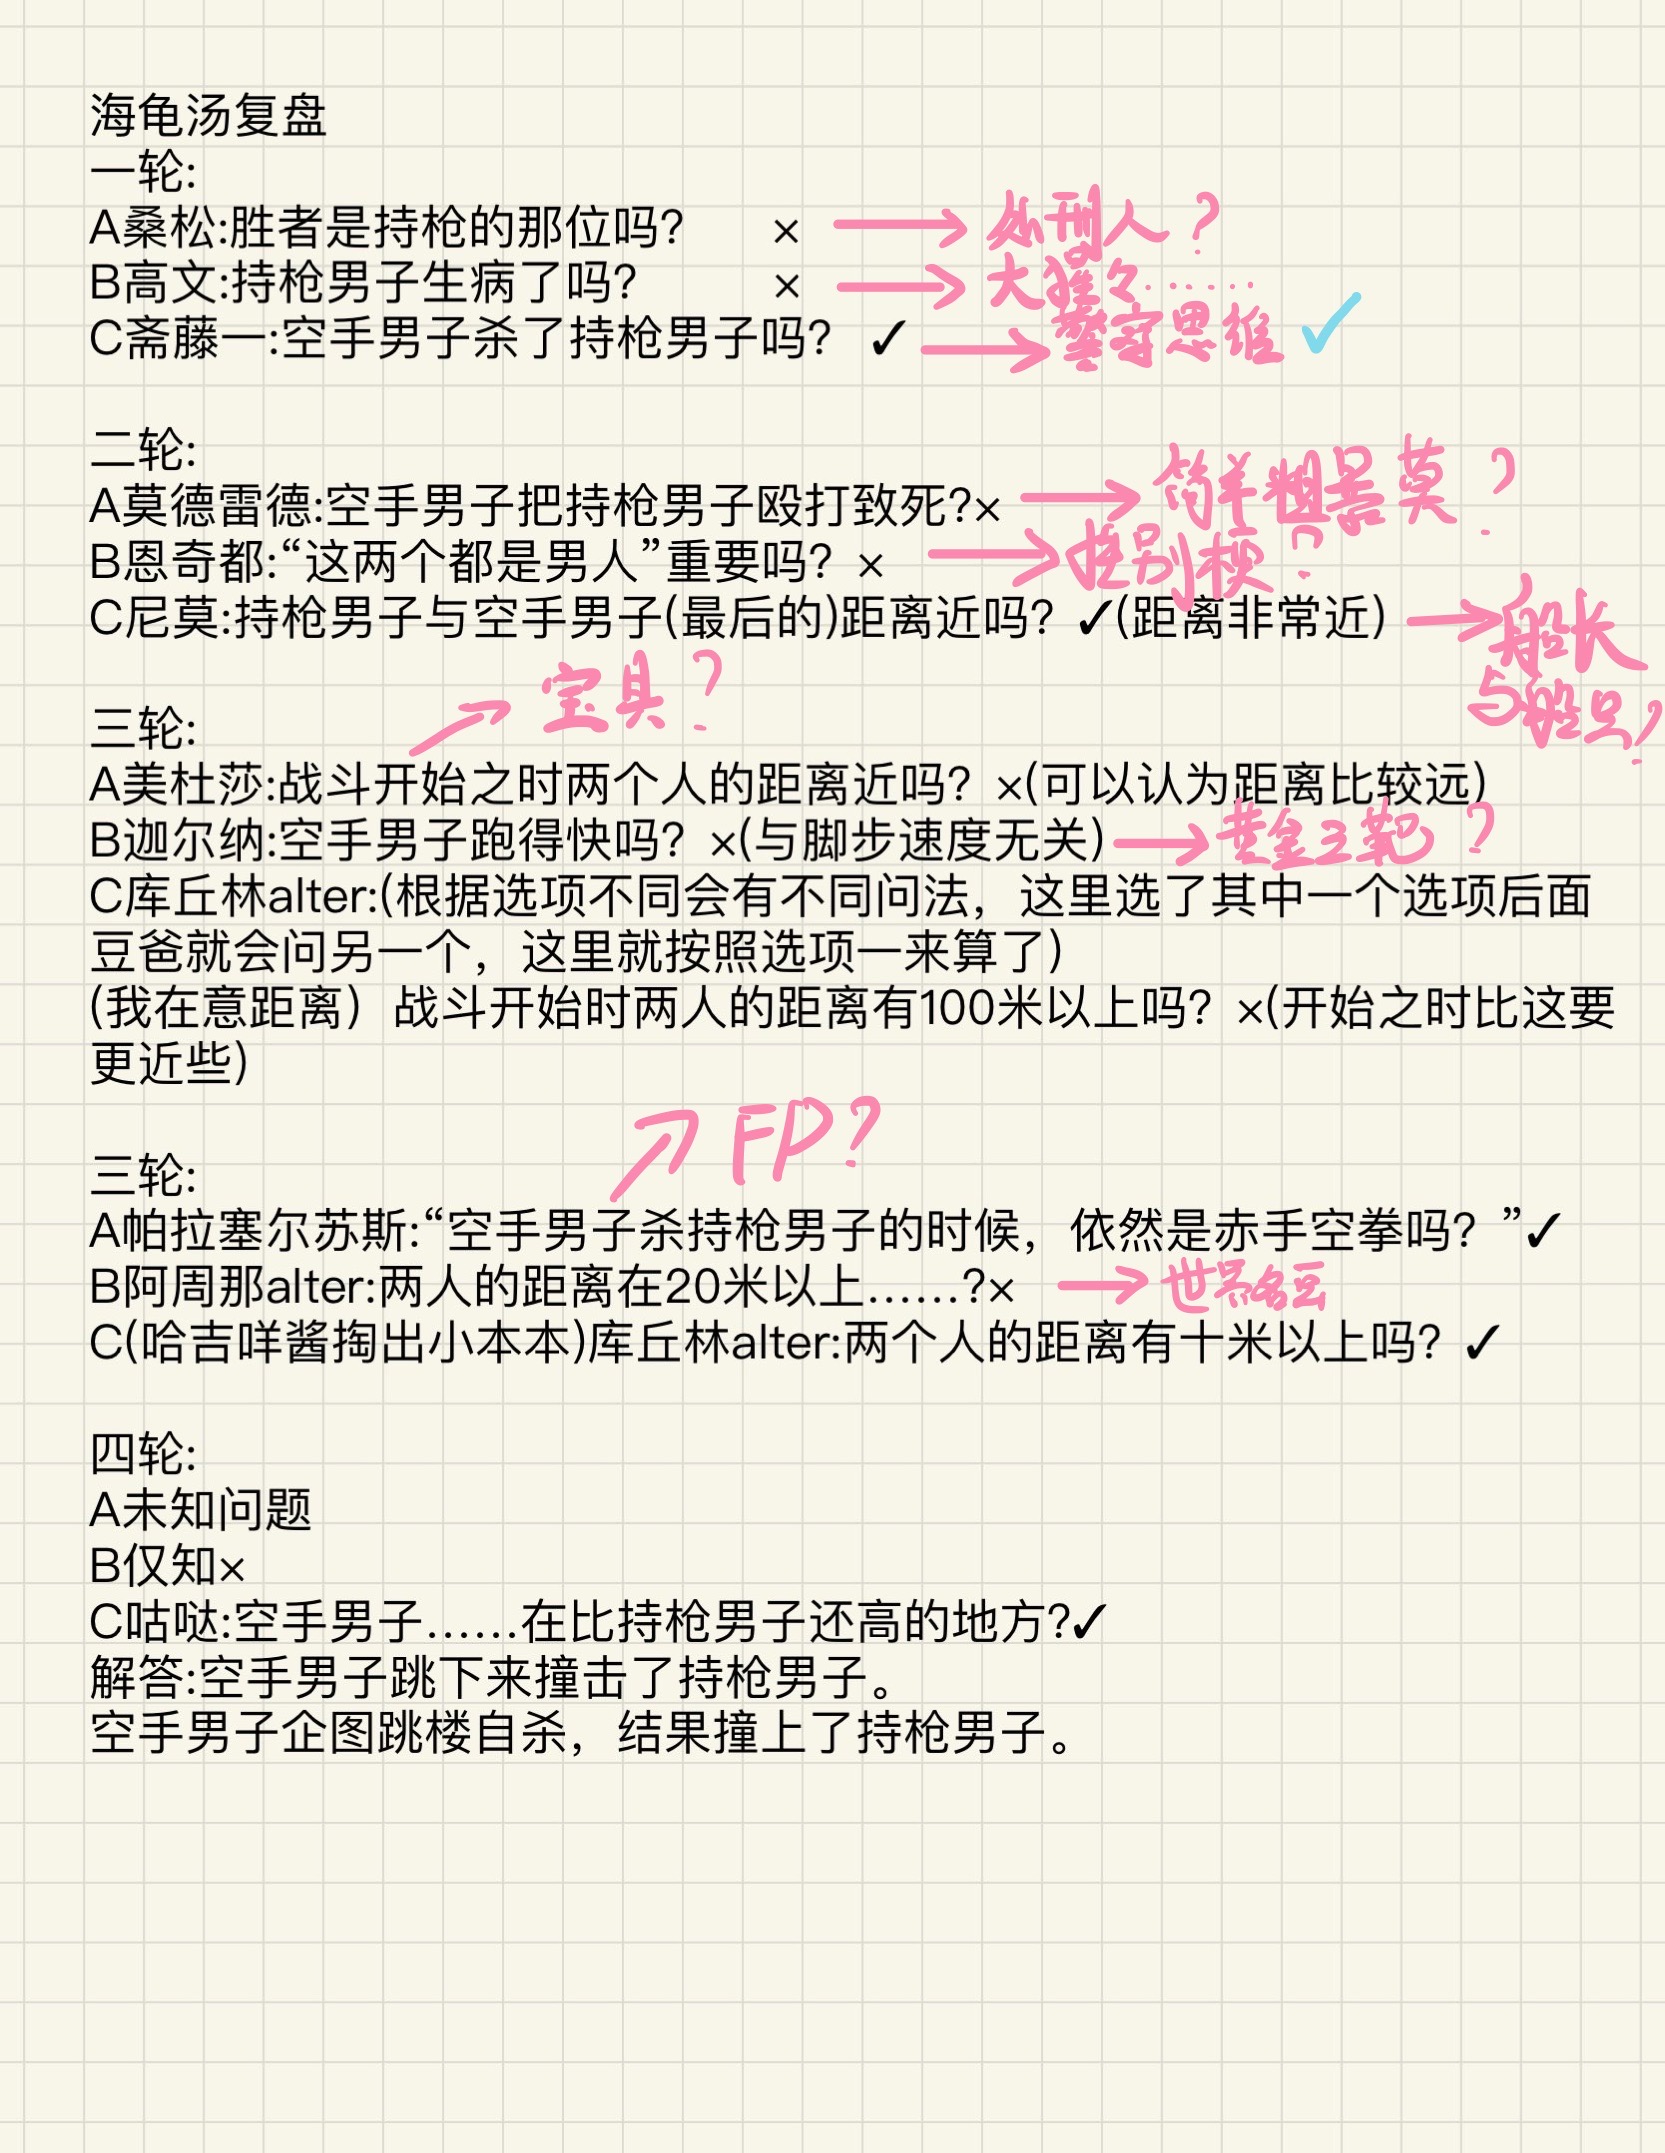 海龟汤复盘
一轮:
A桑松:胜者是持枪的那位吗? × 处刑人?
B高文:持枪男子生病了吗? × 大猩々······
C斋藤一:空手男子杀了持枪男子吗? ✓ 思维 ✓
二轮:
A莫德雷德:空手男子把持枪男子殴打致死?× 简单粗暴莫?
B恩奇都:“这两个都是男人”重要吗? × 性别梗?
C尼莫:持枪男子与空手男子(最后的)距离近吗? ✓(距离非常近) 船长
与船只?
宝具?
三轮:
A美杜莎:战斗开始之时两个人的距离近吗? ×(可以认为距离比较远)
B迦尔纳:空手男子跑得快吗? ×(与脚步速度无关) 黄金之靴?
C库丘林alter:(根据选项不同会有不同问法，这里选了其中一个选项后面
豆爸就会问另一个，这里就按照选项一来算了)
(我在意距离）战斗开始时两人的距离有100米以上吗? ×(开始之时比这要
更近些)
FP?
三轮:
A帕拉塞尔苏斯:“空手男子杀持枪男子的时候，依然是赤手空拳吗? ”✓
B阿周那alter:两人的距离在20米以上……?× 世界名豆
C(哈吉咩酱掏出小本本)库丘林alter:两个人的距离有十米以上吗? ✓
四轮:
A未知问题
B仅知×
C咕哒:空手男子……在比持枪男子还高的地方?✓
解答:空手男子跳下来撞击了持枪男子。
空手男子企图跳楼自杀，结果撞上了持枪男子。